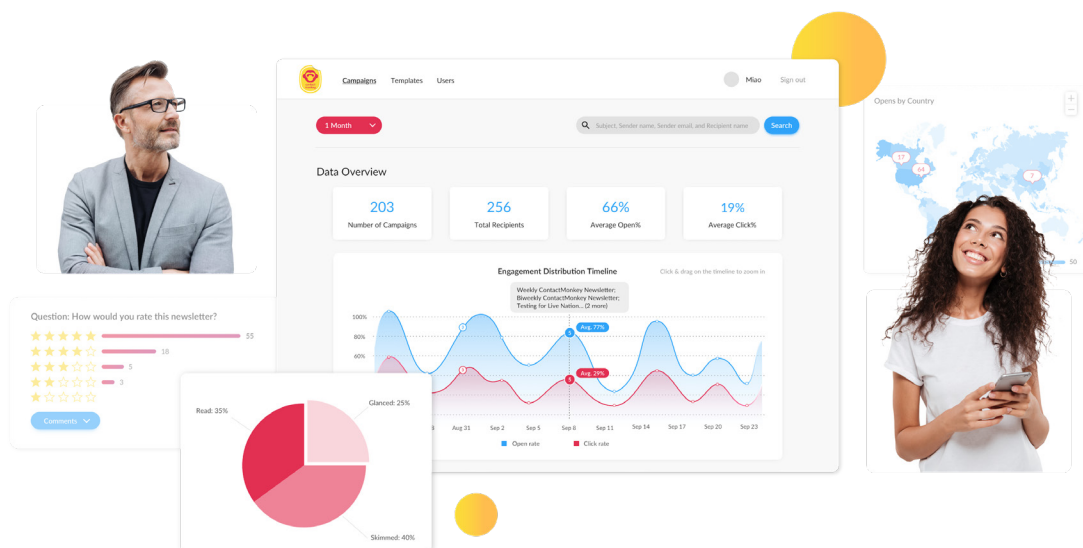 Campaigns Templates Users
Miao Sign out
1 Month
Subject, Sender name, Sender email, and Recipient name
Search
Data Overview
203
Number of Campaigns
256
Total Recipients
66%
Average Open%
19%
Average Click%
Engagement Distribution Timeline
Click & drag on the timeline to zoom in
Weekly ContactMonkey Newsletter;
Biweekly ContactMonkey Newsletter;
Testing for Live Nation... (2 more)
100%
80%
60%
Avg. 77%
5
Avg. 29%
5
Aug 31 Sep 2 Sep 5 Sep 8 Sep 11 Sep 14 Sep 17 Sep 20 Sep 23
Open rate Click rate
Question: How would you rate this newsletter?
55
18
5
3
Comments
Read: 35%
Glanced: 25%
Skimmed: 40%
Opens by Country
+
−
17
64
7
50